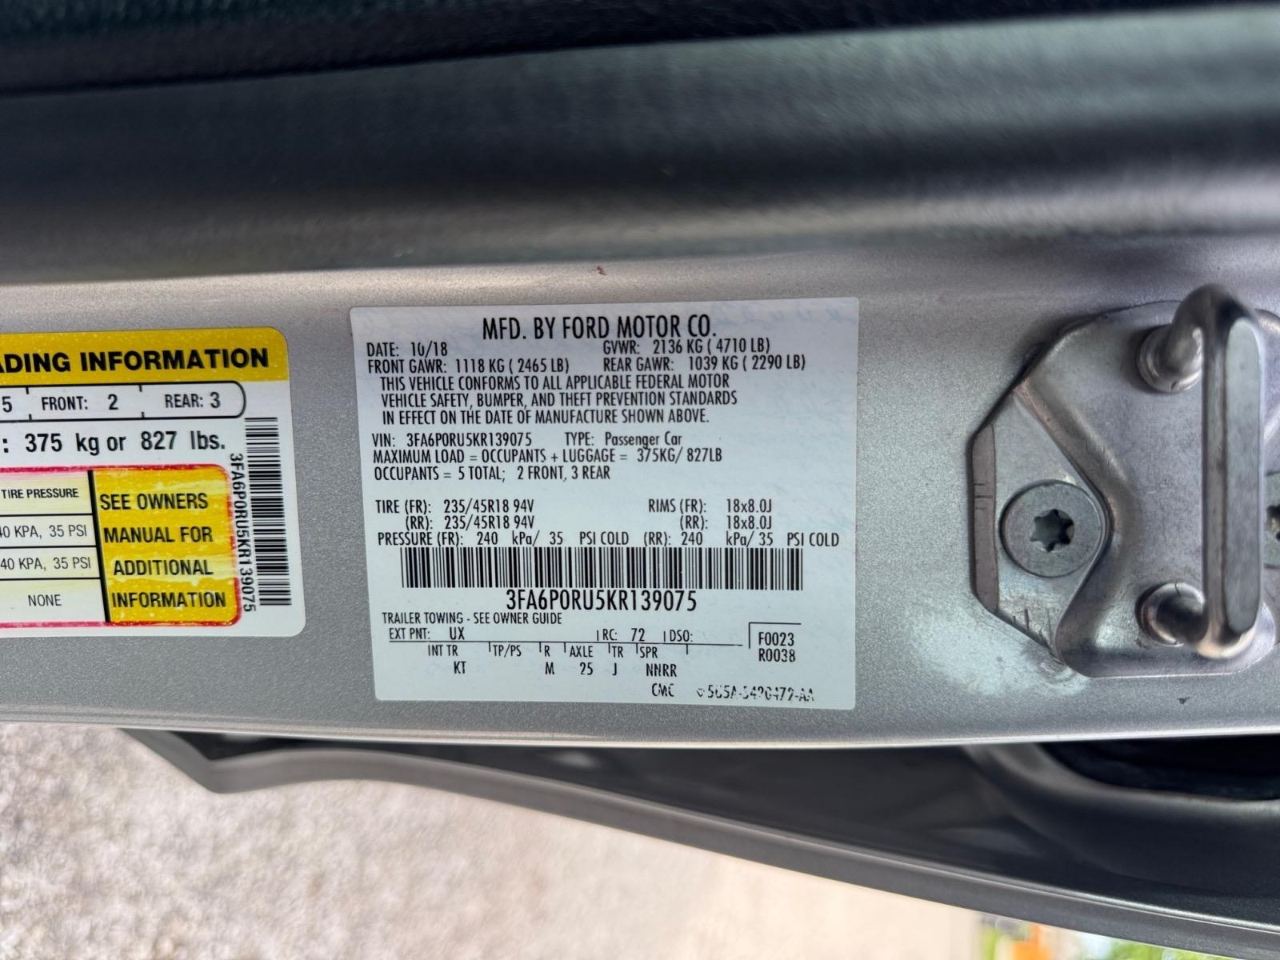 ADING INFORMATION
5 FRONT: 2 REAR: 3
: 375 kg or 827 lbs.
TIRE PRESSURE
40 KPA, 35 PSI
40 KPA, 35 PSI
NONE
SEE OWNERS
MANUAL FOR
ADDITIONAL
INFORMATION
3FA6P0RU5KR139075
MFD. BY FORD MOTOR CO.
DATE: 10/18 GVWR: 2136 KG ( 4710 LB)
FRONT GAWR: 1118 KG ( 2465 LB) REAR GAWR: 1039 KG ( 2290 LB)
THIS VEHICLE CONFORMS TO ALL APPLICABLE FEDERAL MOTOR
VEHICLE SAFETY, BUMPER, AND THEFT PREVENTION STANDARDS
IN EFFECT ON THE DATE OF MANUFACTURE SHOWN ABOVE.
VIN: 3FA6P0RU5KR139075 TYPE: Passenger Car
MAXIMUM LOAD = OCCUPANTS + LUGGAGE = 375KG/ 827LB
OCCUPANTS = 5 TOTAL; 2 FRONT, 3 REAR
TIRE (FR): 235/45R18 94V RIMS (FR): 18x8.0J
(RR): 235/45R18 94V (RR): 18x8.0J
PRESSURE (FR): 240 kPa/ 35 PSI COLD (RR): 240 kPa/ 35 PSI COLD
3FA6P0RU5KR139075
TRAILER TOWING - SEE OWNER GUIDE
EXT PNT: UX RC: 72 DSO: F0023
INT TR TP/PS R AXLE TR SPR R0038
KT M 25 J NNRR
CMC